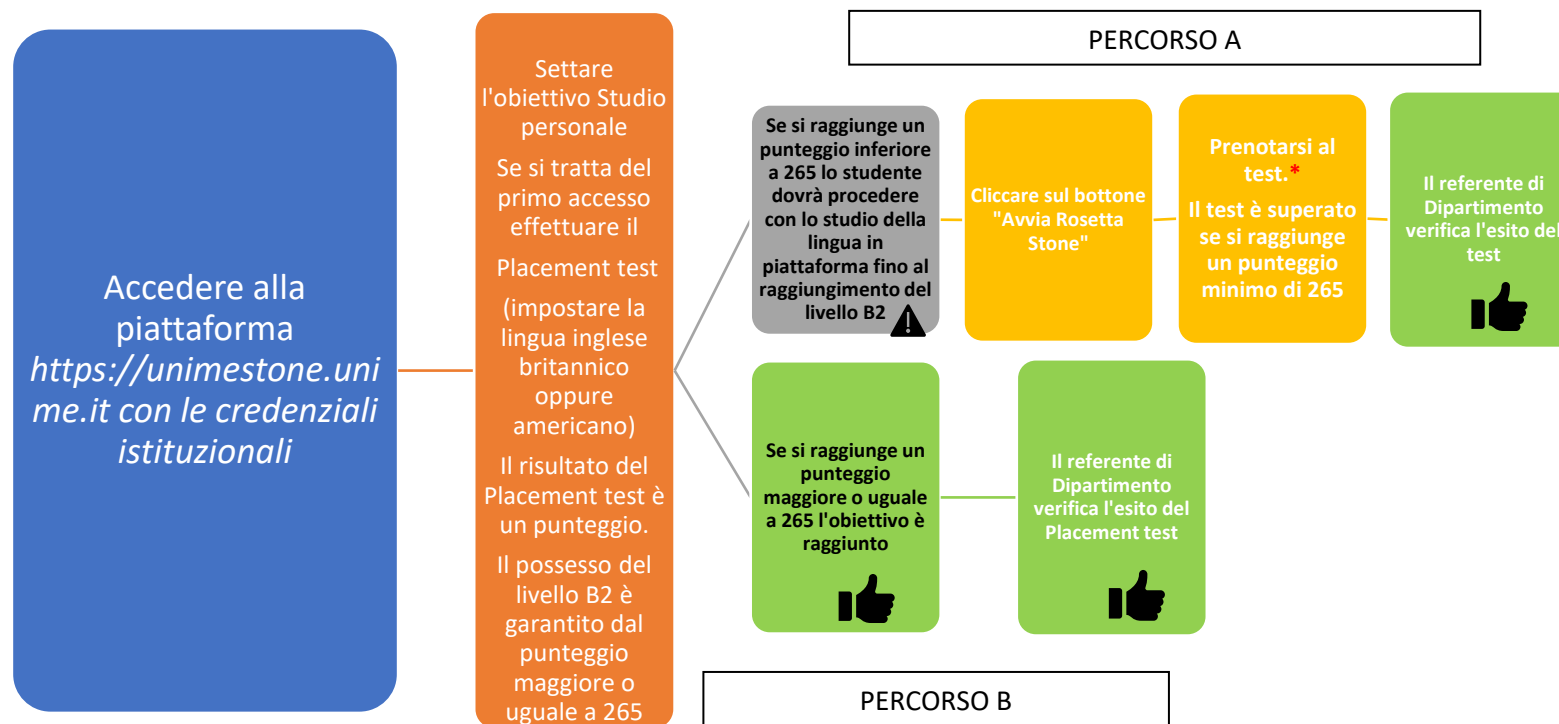 Accedere alla
piattaforma
https://unimestone.uni
me.it con le credenziali
istituzionali
Settare
l'obiettivo Studio
personale
Se si tratta del
primo accesso
effettuare il
Placement test
(impostare la
lingua inglese
britannico
oppure
americano)
Il risultato del
Placement test è
un punteggio.
Il possesso del
livello B2 è
garantito dal
punteggio
maggiore o
uguale a 265
PERCORSO A
Se si raggiunge un
punteggio inferiore
a 265 lo studente
dovrà procedere
con lo studio della
lingua in
piattaforma fino al
raggiungimento del
livello B2
Cliccare sul bottone
"Avvia Rosetta
Stone"
Prenotarsi al
test.*
Il test è superato
se si raggiunge
un punteggio
minimo di 265
Il referente di
Dipartimento
verifica l'esito del
test
Se si raggiunge un
punteggio
maggiore o uguale
a 265 l'obiettivo è
raggiunto
Il referente di
Dipartimento
verifica l'esito del
Placement test
PERCORSO B